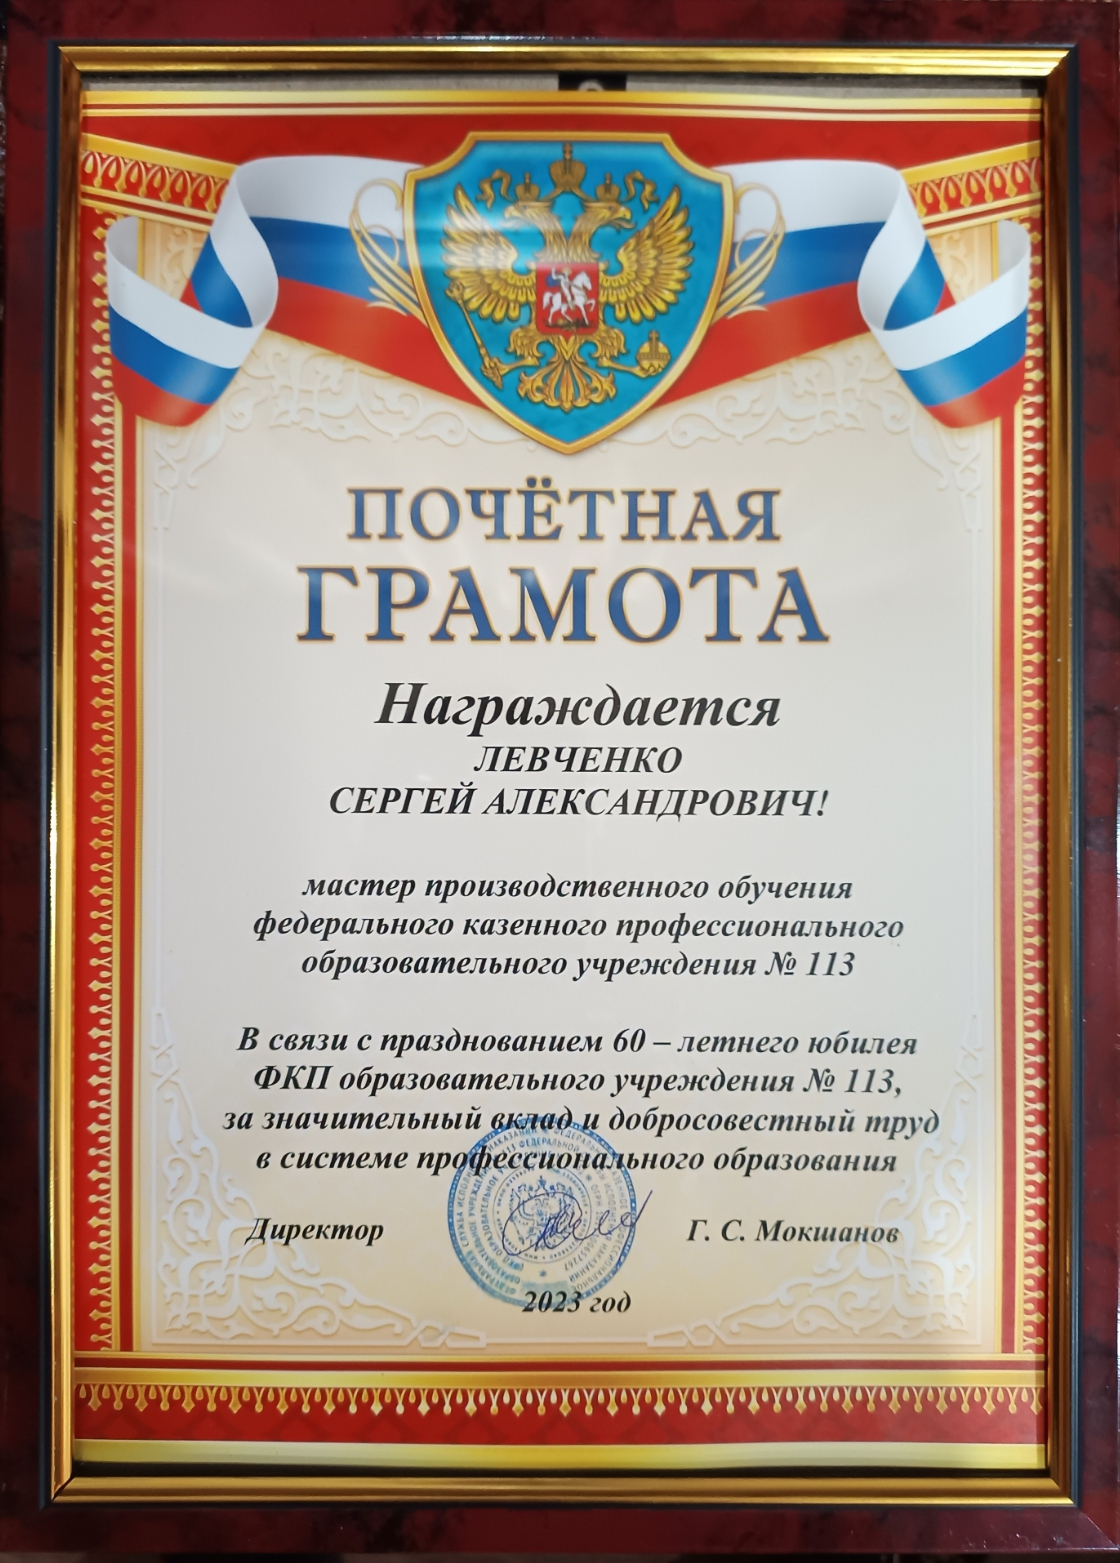 ПОЧЁТНАЯ
ГРАМОТА
Награждается
ЛЕВЧЕНКО
СЕРГЕЙ АЛЕКСАНДРОВИЧ!
мастер производственного обучения
федерального казенного профессионального
образовательного учреждения № 113
В связи с празднованием 60 – летнего юбилея
ФКП образовательного учреждения № 113,
за значительный вклад и добросовестный труд
в системе профессионального образования
Директор
Г. С. Мокшанов
2023 год